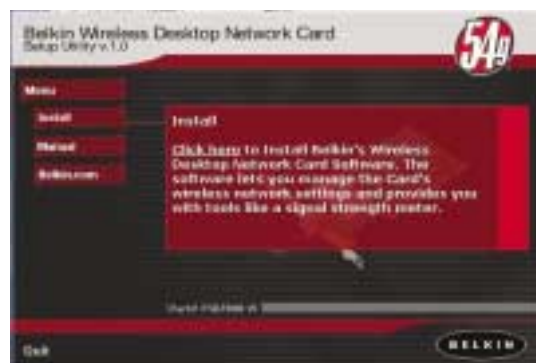 Belkin Wireless Desktop Network Card
Setup Utility v.1.0
54g
Menu
Install
Manual
Belkin.com
Install
Click here to Install Belkin's Wireless
Desktop Network Card Software. The
software lets you manage the Card's
wireless network settings and provides you
with tools like a signal strength meter.
Quit
BELKIN